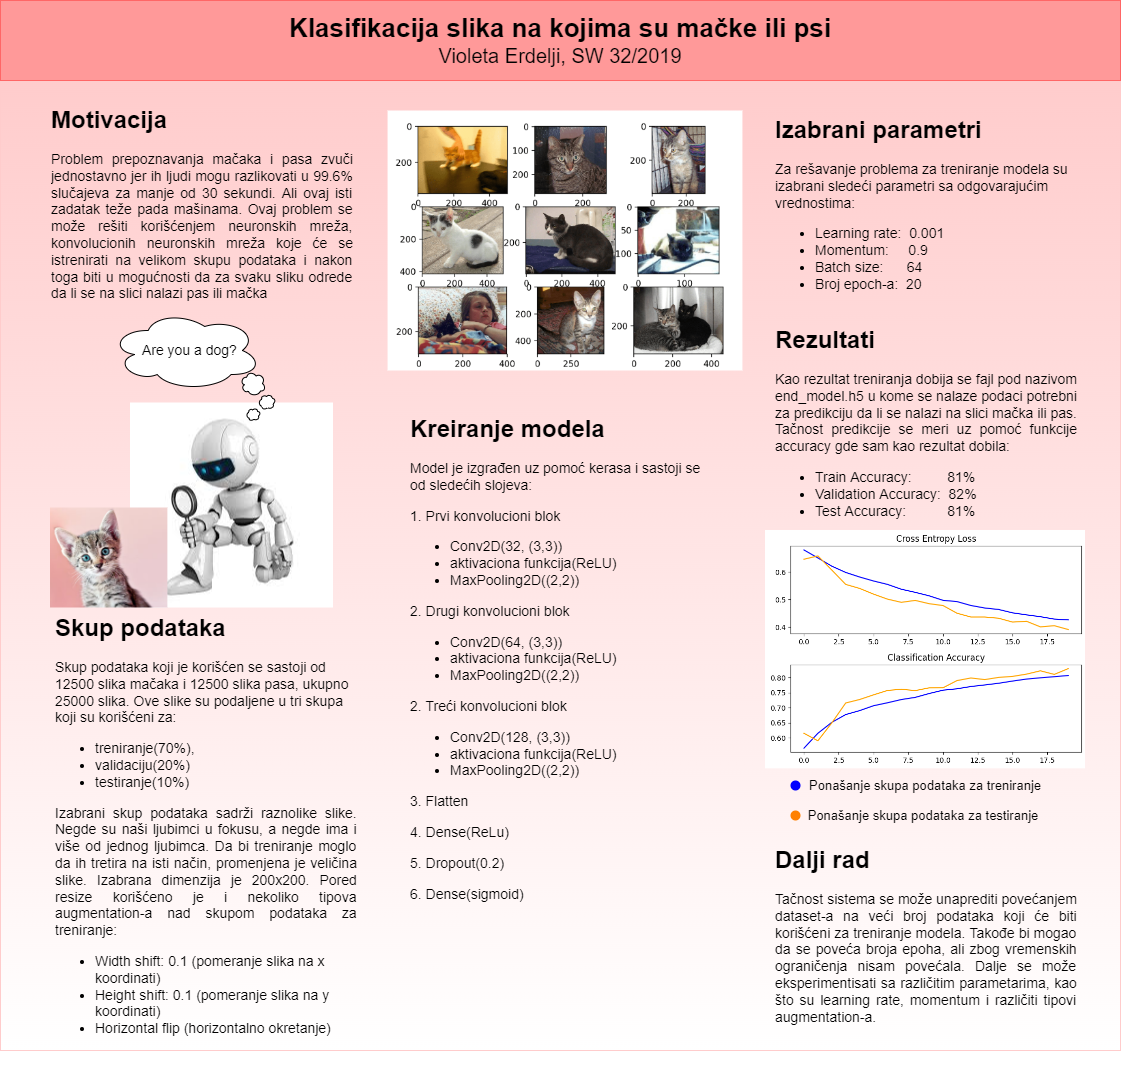 Klasifikacija slika na kojima su mačke ili psi
Violeta Erdelji, SW 32/2019
Motivacija
Problem prepoznavanja mačaka i pasa zvuči
jednostavno jer ih ljudi mogu razlikovati u 99.6%
slučajeva za manje od 30 sekundi. Ali ovaj isti
zadatak teže pada mašinama. Ovaj problem se
može rešiti korišćenjem neuronskih mreža,
konvolucionih neuronskih mreža koje će se
istrenirati na velikom skupu podataka i nakon
toga biti u mogućnosti da za svaku sliku odrede
da li se na slici nalazi pas ili mačka
Are you a dog?
Skup podataka
Skup podataka koji je korišćen se sastoji od
12500 slika mačaka i 12500 slika pasa, ukupno
25000 slika. Ove slike su podaljene u tri skupa
koji su korišćeni za:
• treniranje(70%),
• validaciju(20%)
• testiranje(10%)
Izabrani skup podataka sadrži raznolike slike.
Negde su naši ljubimci u fokusu, a negde ima i
više od jednog ljubimca. Da bi treniranje moglo
da ih tretira na isti način, promenjena je veličina
slike. Izabrana dimenzija je 200x200. Pored
resize korišćeno je i nekoliko tipova
augmentation-a nad skupom podataka za
treniranje:
• Width shift: 0.1 (pomeranje slika na x
koordinati)
• Height shift: 0.1 (pomeranje slika na y
koordinati)
• Horizontal flip (horizontalno okretanje)
0 0 0
200 100 200
200
0 200 400 0 200 0 200
0 0 0
200 200 50
100
400 400
0 200 400 0 200 400 0 100
0 0 0
200 200 200
400
0 200 400 0 250 0 200 400
Kreiranje modela
Model je izgrađen uz pomoć kerasa i sastoji se
od sledećih slojeva:
1. Prvi konvolucioni blok
• Conv2D(32, (3,3))
• aktivaciona funkcija(ReLU)
• MaxPooling2D((2,2))
2. Drugi konvolucioni blok
• Conv2D(64, (3,3))
• aktivaciona funkcija(ReLU)
• MaxPooling2D((2,2))
2. Treći konvolucioni blok
• Conv2D(128, (3,3))
• aktivaciona funkcija(ReLU)
• MaxPooling2D((2,2))
3. Flatten
4. Dense(ReLu)
5. Dropout(0.2)
6. Dense(sigmoid)
Izabrani parametri
Za rešavanje problema za treniranje modela su
izabrani sledeći parametri sa odgovarajućim
vrednostima:
• Learning rate: 0.001
• Momentum: 0.9
• Batch size: 64
• Broj epoch-a: 20
Rezultati
Kao rezultat treniranja dobija se fajl pod nazivom
end_model.h5 u kome se nalaze podaci potrebni
za predikciju da li se nalazi na slici mačka ili pas.
Tačnost predikcije se meri uz pomoć funkcije
accuracy gde sam kao rezultat dobila:
• Train Accuracy: 81%
• Validation Accuracy: 82%
• Test Accuracy: 81%
Cross Entropy Loss
0.6
0.5
0.4
0.0 2.5 5.0 7.5 10.0 12.5 15.0 17.5
Classification Accuracy
0.80
0.75
0.70
0.65
0.60
0.0 2.5 5.0 7.5 10.0 12.5 15.0 17.5
Ponašanje skupa podataka za treniranje
Ponašanje skupa podataka za testiranje
Dalji rad
Tačnost sistema se može unaprediti povećanjem
dataset-a na veći broj podataka koji će biti
korišćeni za treniranje modela. Takođe bi mogao
da se poveća broja epoha, ali zbog vremenskih
ograničenja nisam povećala. Dalje se može
eksperimentisati sa različitim parametarima, kao
što su learning rate, momentum i različiti tipovi
augmentation-a.